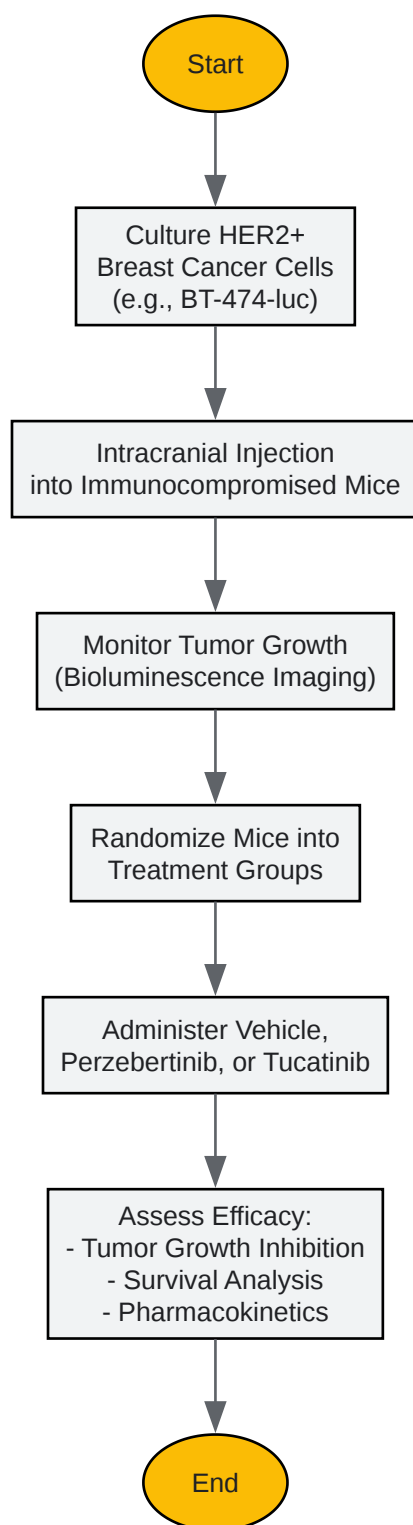 Start
Culture HER2+
Breast Cancer Cells
(e.g., BT-474-luc)
Intracranial Injection
into Immunocompromised Mice
Monitor Tumor Growth
(Bioluminescence Imaging)
Randomize Mice into
Treatment Groups
Administer Vehicle,
Perzebertinib, or Tucatinib
Assess Efficacy:
- Tumor Growth Inhibition
- Survival Analysis
- Pharmacokinetics
End